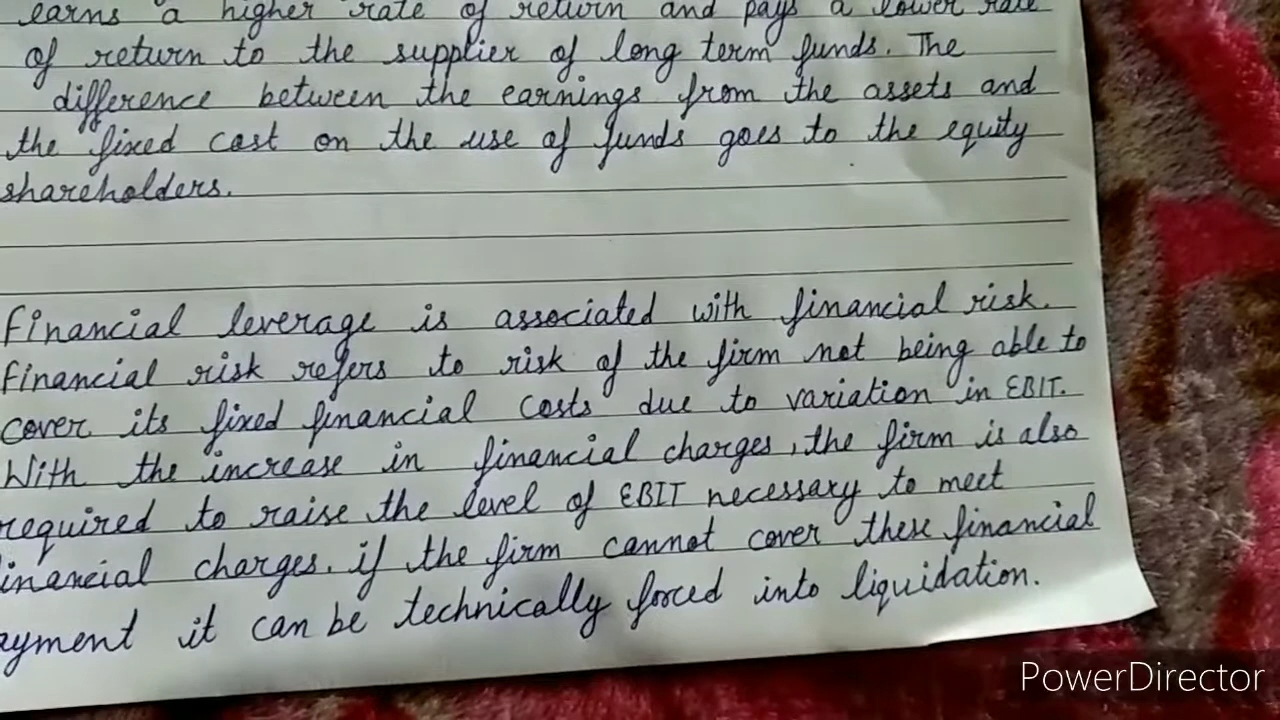 earns a higher rate of return and pays a lower rate
of return to the supplier of long term funds. The
difference between the earnings from the assets and
the fixed cost on the use of funds goes to the equity
shareholders.
Financial leverage is associated with financial risk.
Financial risk refers to risk of the firm not being able to
cover its fixed financial costs due to variation in EBIT.
With the increase in financial charges, the firm is also
required to raise the level of EBIT necessary to meet
inancial charges. if the firm cannot cover these financial
ayment it can be technically forced into liquidation.
PowerDirector